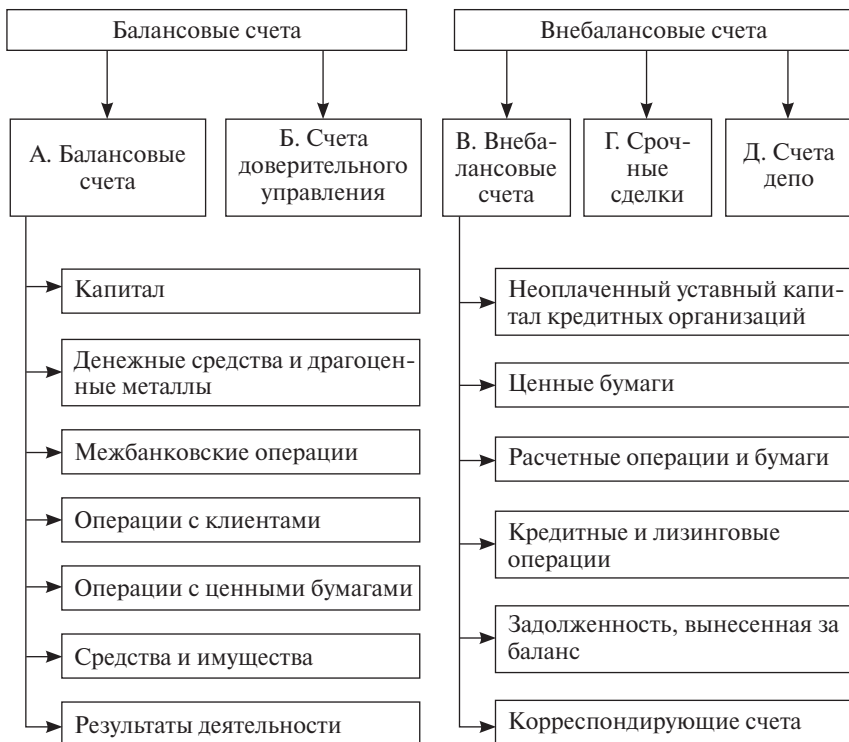 Балансовые счета
Внебалансовые счета
А. Балансовые
счета
Б. Счета
доверительного
управления
В. Внеба-
лансовые
счета
Г. Сроч-
ные
сделки
Д. Счета
депо
Капитал
Денежные средства и драгоцен-
ные металлы
Межбанковские операции
Операции с клиентами
Операции с ценными бумагами
Средства и имущества
Результаты деятельности
Неоплаченный уставный капи-
тал кредитных организаций
Ценные бумаги
Расчетные операции и бумаги
Кредитные и лизинговые
операции
Задолженность, вынесенная за
баланс
Корреспондирующие счета